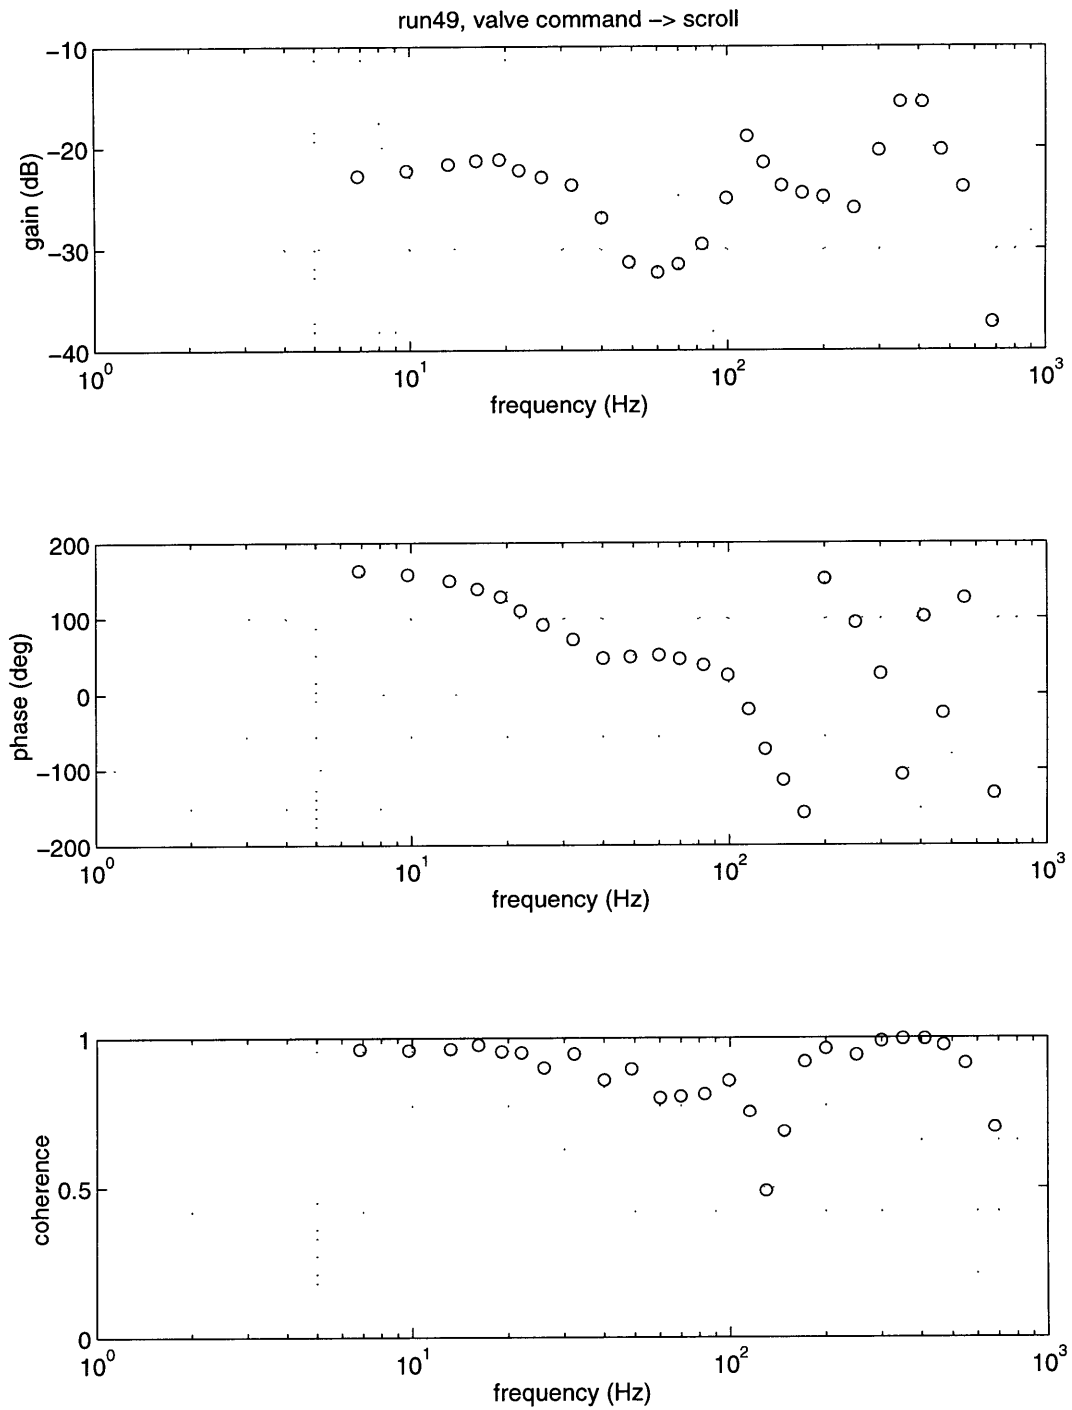 run49, valve command –> scroll
−10
−20
−30
−40
gain (dB)
10^0 10^1 10^2 10^3
frequency (Hz)
200
100
0
−100
−200
phase (deg)
10^0 10^1 10^2 10^3
frequency (Hz)
1
0.5
0
coherence
10^0 10^1 10^2 10^3
frequency (Hz)